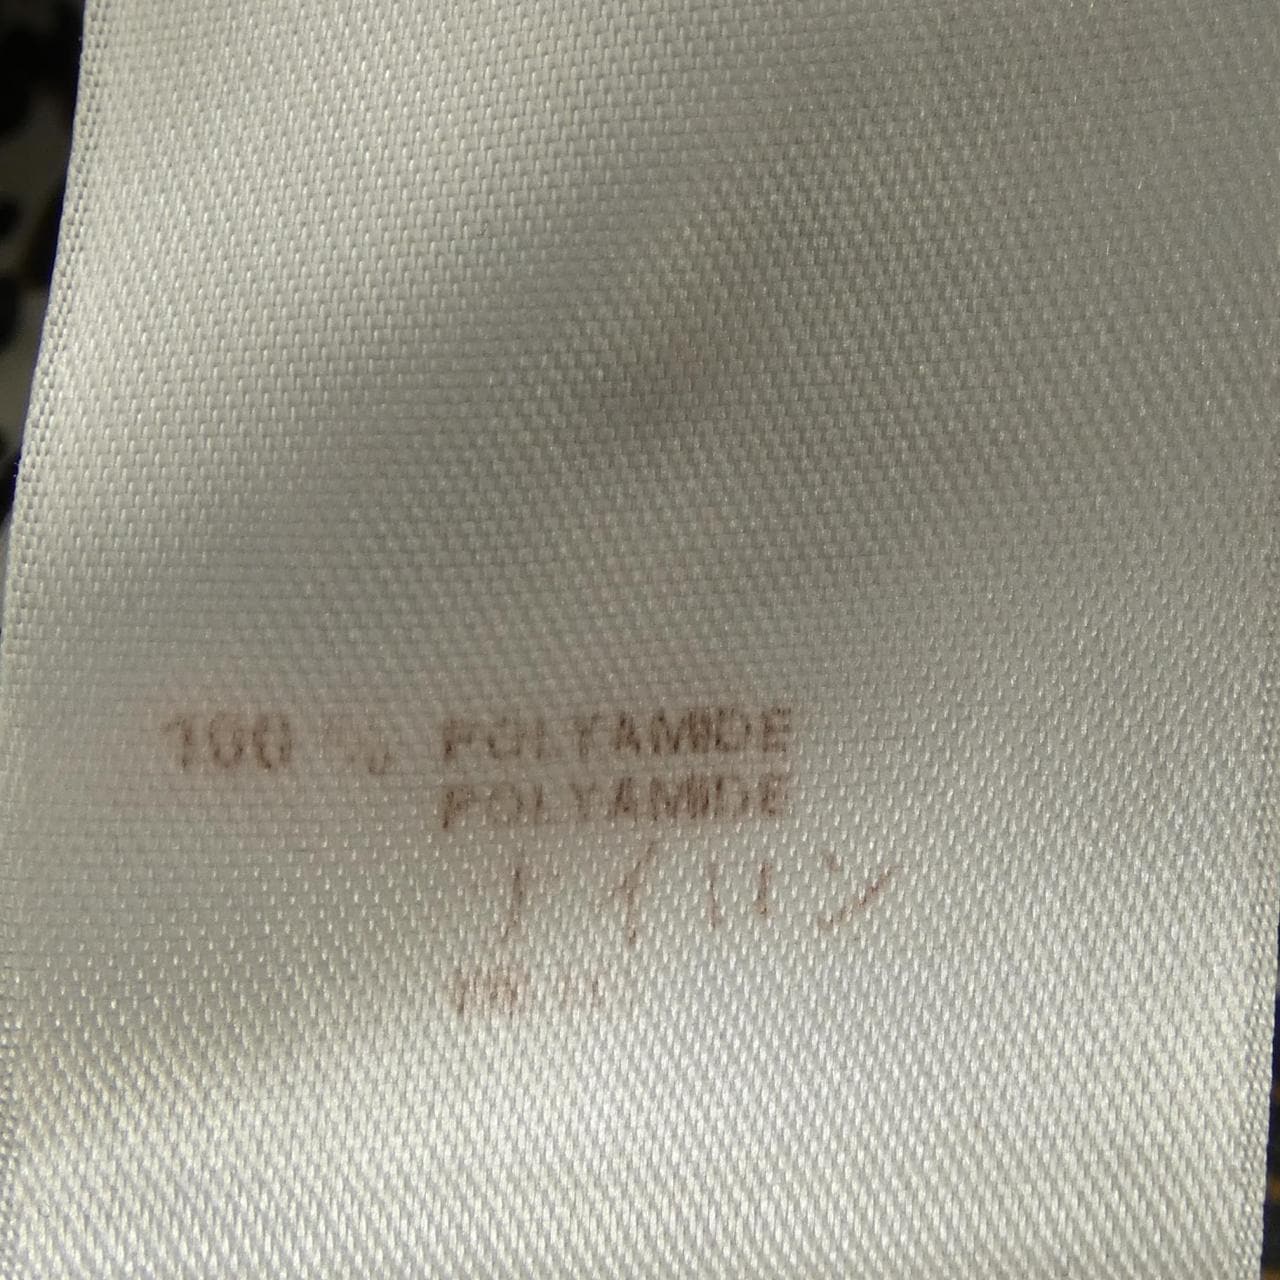 100 % POLYAMIDE
POLYAMIDE
ナイロン